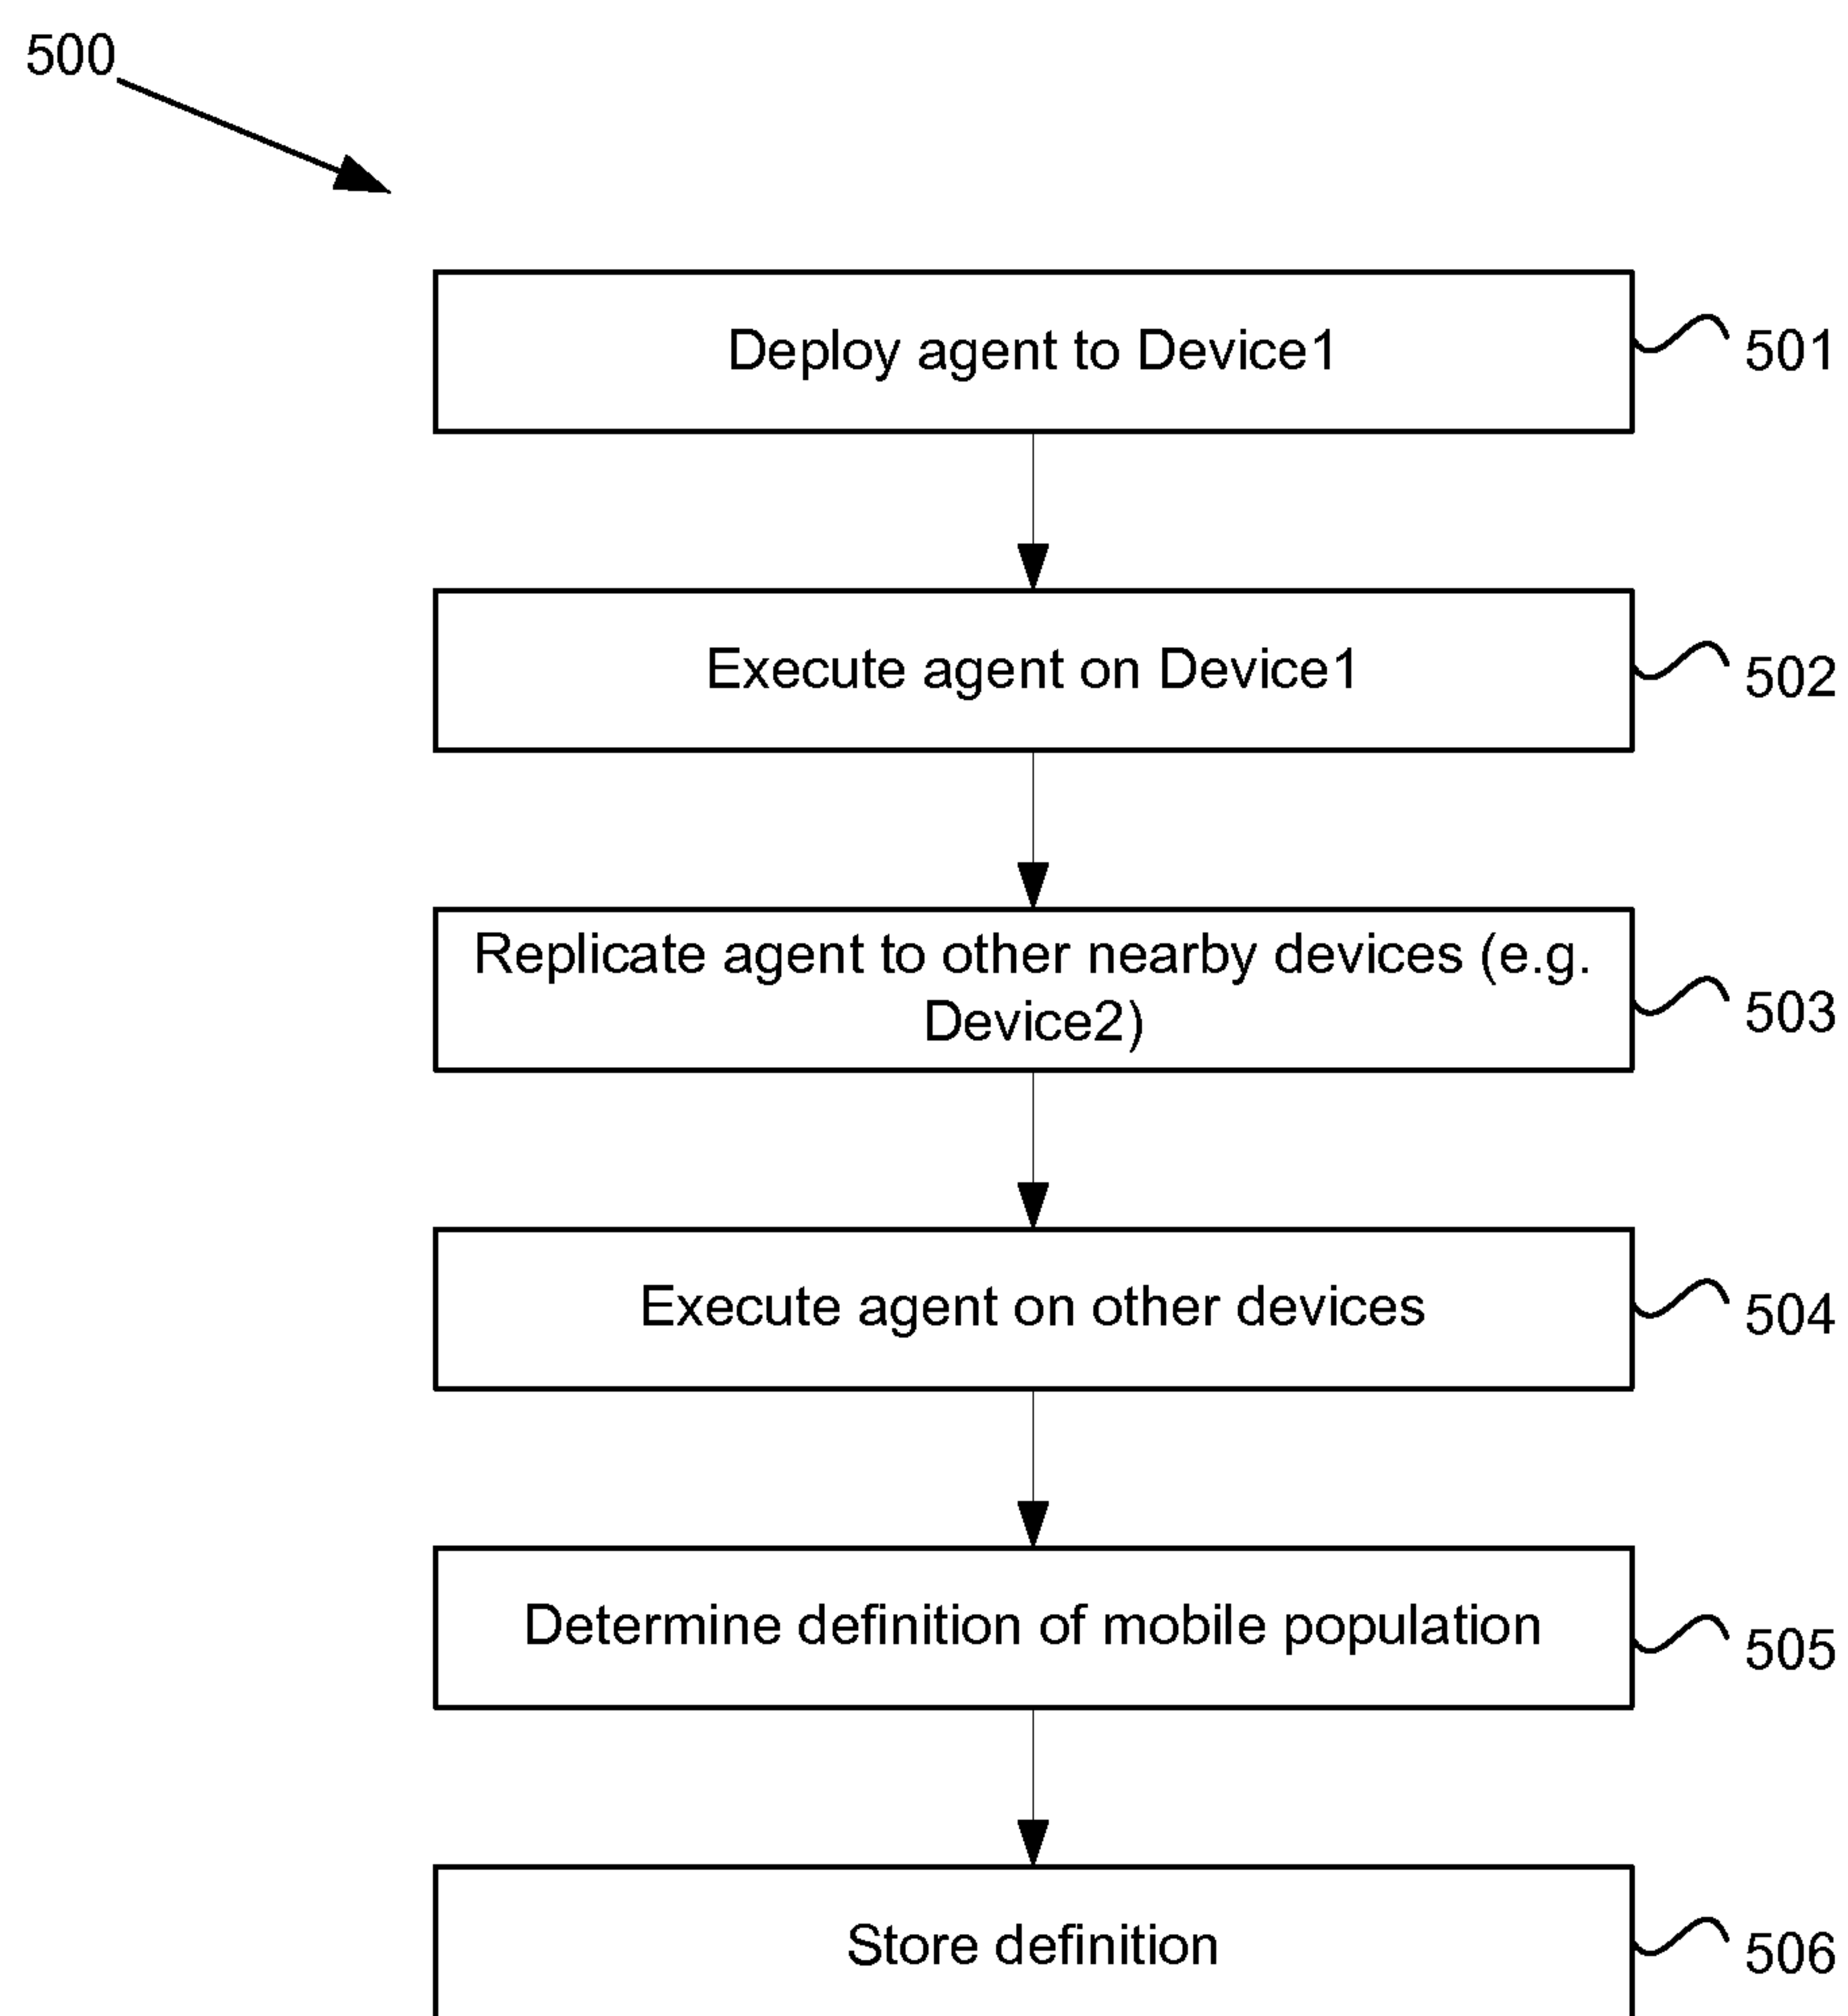 500
Deploy agent to Device1
501
Execute agent on Device1
502
Replicate agent to other nearby devices (e.g.
Device2)
503
Execute agent on other devices
504
Determine definition of mobile population
505
Store definition
506